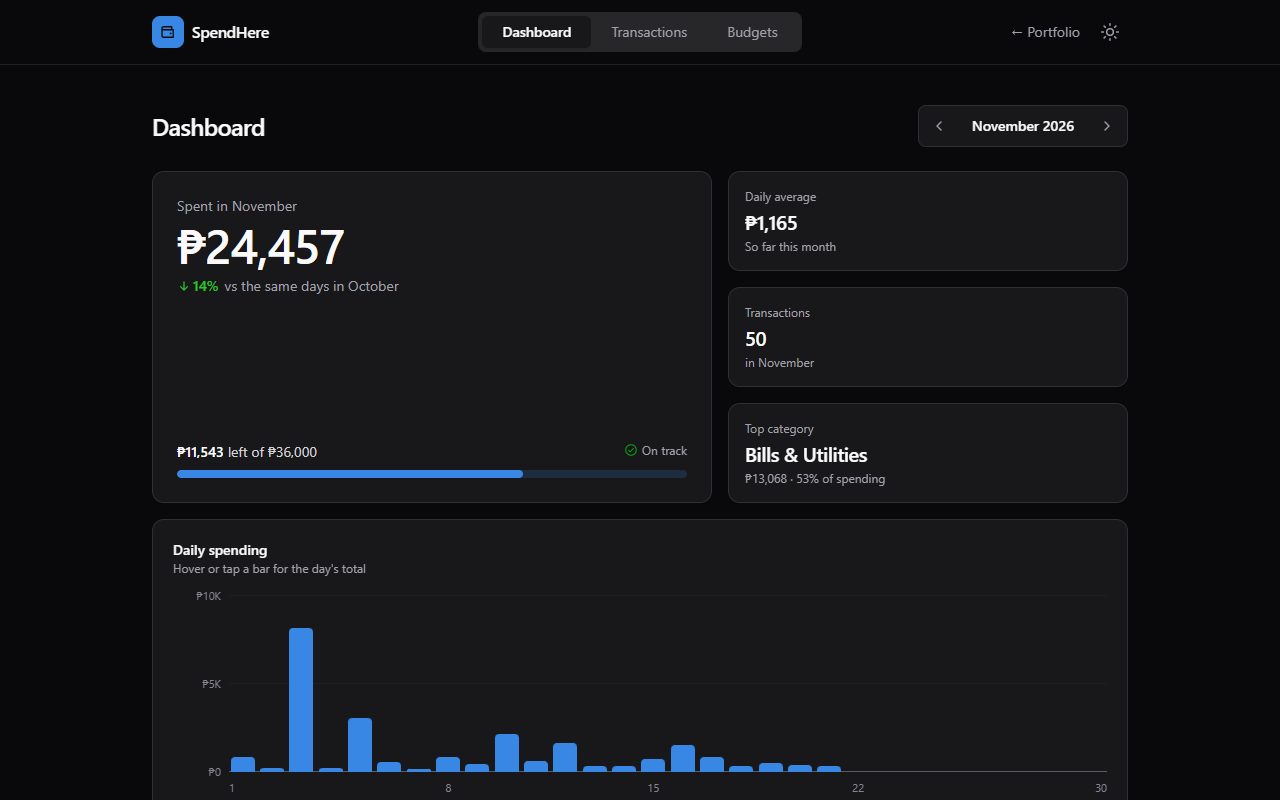 SpendHere
Dashboard
Transactions
Budgets
← Portfolio
Dashboard
November 2026
Spent in November
₱24,457
↓ 14% vs the same days in October
₱11,543 left of ₱36,000
On track
Daily average
₱1,165
So far this month
Transactions
50
in November
Top category
Bills & Utilities
₱13,068 · 53% of spending
Daily spending
Hover or tap a bar for the day's total
₱10K
₱5K
₱0
1 8 15 22 30